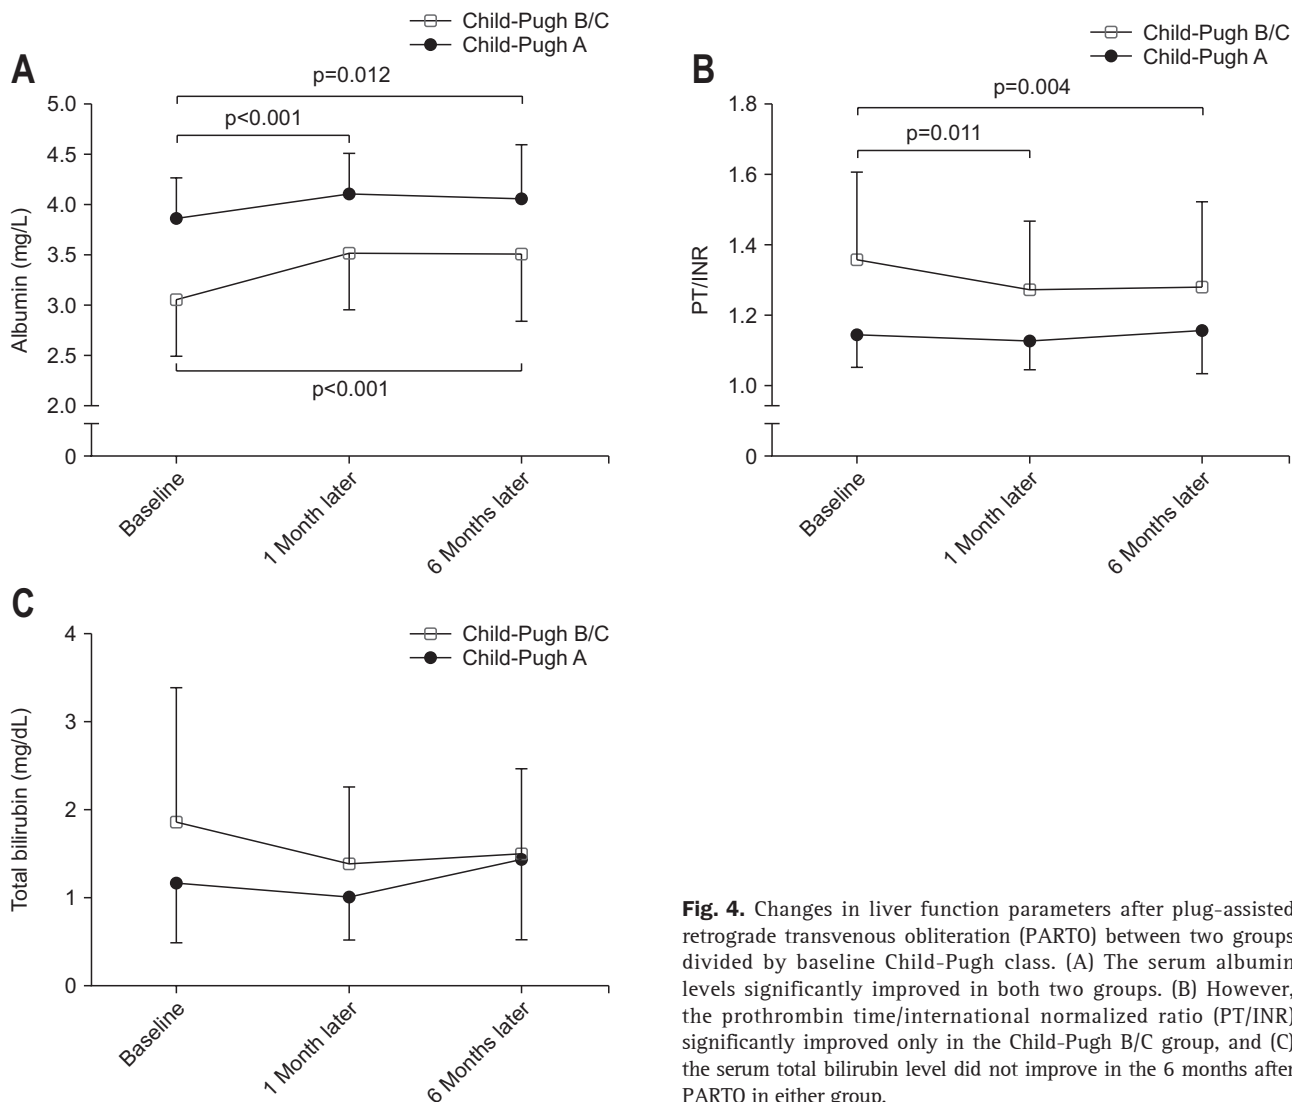 Child-Pugh B/C
Child-Pugh A
A
p=0.012
p<0.001
5.0
4.5
4.0
3.5
3.0
2.5
2.0
0
Albumin (mg/L)
p<0.001
Baseline
1 Month later
6 Months later
Child-Pugh B/C
Child-Pugh A
B
p=0.004
p=0.011
1.8
1.6
1.4
1.2
1.0
0
PT/INR
Baseline
1 Month later
6 Months later
C
Child-Pugh B/C
Child-Pugh A
4
3
2
1
0
Total bilirubin (mg/dL)
Baseline
1 Month later
6 Months later
Fig. 4. Changes in liver function parameters after plug-assisted
retrograde transvenous obliteration (PARTO) between two groups
divided by baseline Child-Pugh class. (A) The serum albumin
levels significantly improved in both two groups. (B) However,
the prothrombin time/international normalized ratio (PT/INR)
significantly improved only in the Child-Pugh B/C group, and (C)
the serum total bilirubin level did not improve in the 6 months after
PARTO in either group.